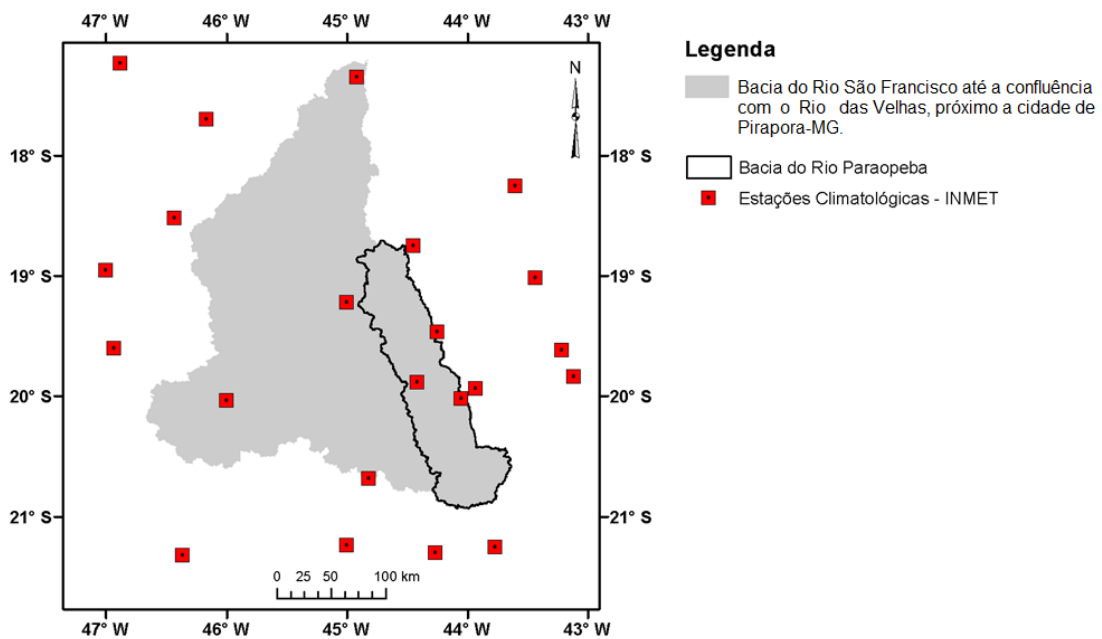 47° W 46° W 45° W 44° W 43° W
N
18° S 18° S
19° S 19° S
20° S 20° S
21° S 21° S
0 25 50 100 km
47° W 46° W 45° W 44° W 43° W
Legenda
Bacia do Rio São Francisco até a confluência
com o Rio das Velhas, próximo a cidade de
Pirapora-MG.
Bacia do Rio Paraopeba
Estações Climatológicas - INMET